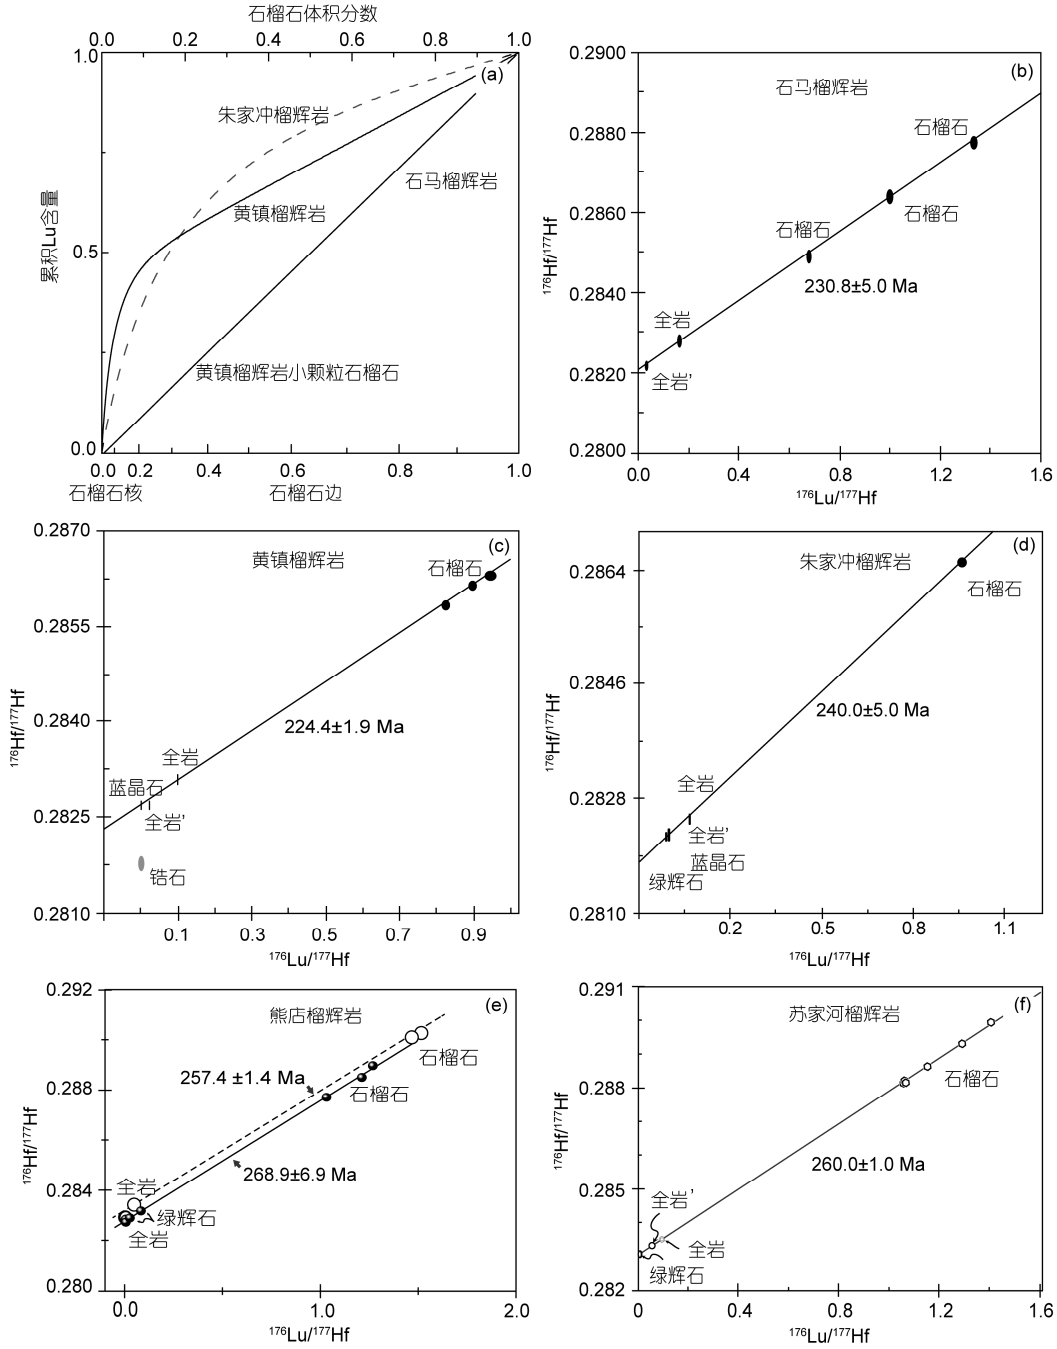 石榴石体积分数
0.0 0.2 0.4 0.6 0.8 1.0
1.0
(a)
朱家冲榴辉岩
石马榴辉岩
黄镇榴辉岩
累积Lu含量
0.5
黄镇榴辉岩小颗粒石榴石
0.0
0.0 0.2 0.4 0.6 0.8 1.0
石榴石核 石榴石边
0.2900
(b)
石马榴辉岩
0.2880
石榴石
石榴石
0.2860
石榴石
176Hf/177Hf
230.8±5.0 Ma
0.2840
全岩
0.2820
全岩'
0.2800
0.0 0.4 0.8 1.2 1.6
176Lu/177Hf
0.2870
(c)
黄镇榴辉岩
石榴石
0.2855
176Hf/177Hf
0.2840
224.4±1.9 Ma
全岩
蓝晶石
0.2825
全岩'
锆石
0.2810
0.1 0.3 0.5 0.7 0.9
176Lu/177Hf
(d)
朱家冲榴辉岩
0.2864
石榴石
0.2846
176Hf/177Hf
240.0±5.0 Ma
全岩
0.2828
全岩'
蓝晶石
绿辉石
0.2810
0.2 0.5 0.8 1.1
176Lu/177Hf
0.292
(e)
熊店榴辉岩
石榴石
257.4 ±1.4 Ma
石榴石
0.288
176Hf/177Hf
268.9±6.9 Ma
0.284
全岩
绿辉石
全岩
0.280
0.0 1.0 2.0
176Lu/177Hf
0.291
(f)
苏家河榴辉岩
石榴石
0.288
176Hf/177Hf
260.0±1.0 Ma
0.285
全岩'
全岩
绿辉石
0.282
0 0.4 0.8 1.2 1.6
176Lu/177Hf